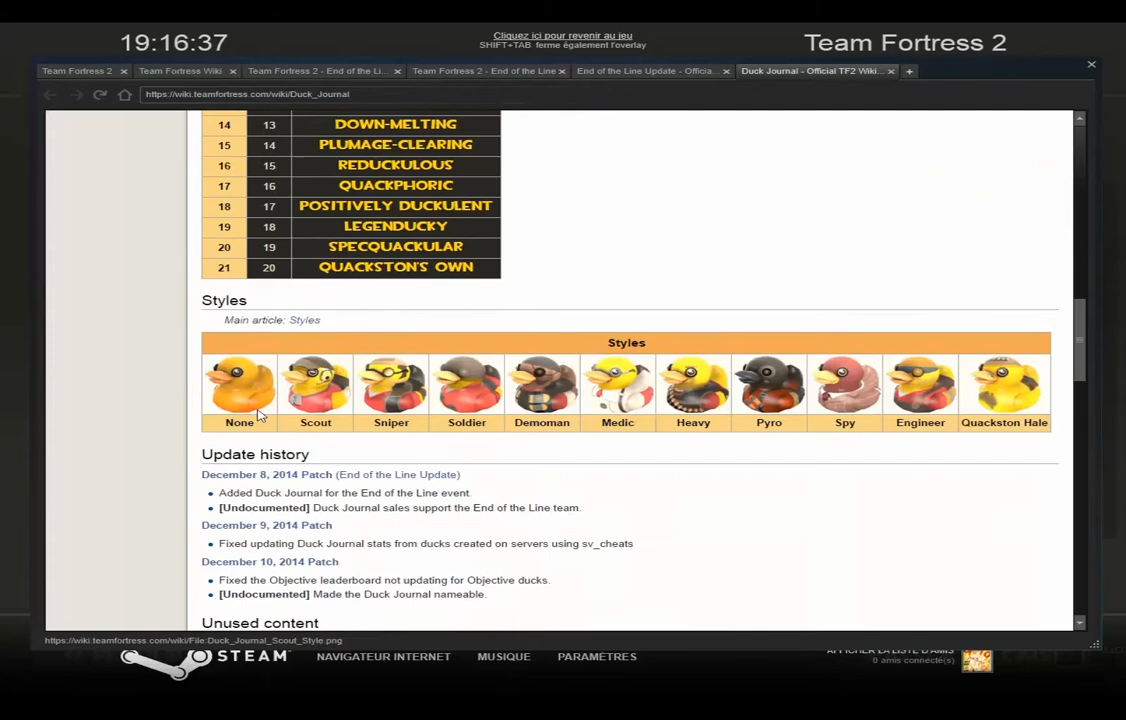 19:16:37
Cliquez ici pour revenir au jeu
SHIFT+TAB ferme également l'overlay
Team Fortress 2
Team Fortress 2 ×
Team Fortress Wiki ×
Team Fortress 2 - End of the Li... ×
Team Fortress 2 - End of the Line ×
End of the Line Update - Officia... ×
Duck Journal - Official TF2 Wiki... ×
+
https://wiki.teamfortress.com/wiki/Duck_Journal
14 13 DOWN-MELTING
15 14 PLUMAGE-CLEARING
16 15 REDUCKULOUS
17 16 QUACKPHORIC
18 17 POSITIVELY DUCKULENT
19 18 LEGENDUCKY
20 19 SPECQUACKULAR
21 20 QUACKSTON'S OWN
Styles
Main article: Styles
Styles
None Scout Sniper Soldier Demoman Medic Heavy Pyro Spy Engineer Quackston Hale
Update history
December 8, 2014 Patch (End of the Line Update)
• Added Duck Journal for the End of the Line event.
• [Undocumented] Duck Journal sales support the End of the Line team.
December 9, 2014 Patch
• Fixed updating Duck Journal stats from ducks created on servers using sv_cheats
December 10, 2014 Patch
• Fixed the Objective leaderboard not updating for Objective ducks.
• [Undocumented] Made the Duck Journal nameable.
Unused content
https://wiki.teamfortress.com/wiki/File:Duck_Journal_Scout_Style.png
STEAM
NAVIGATEUR INTERNET
MUSIQUE
PARAMÈTRES
AFFICHER LA LISTE D'AMIS
0 amis connecté(s)